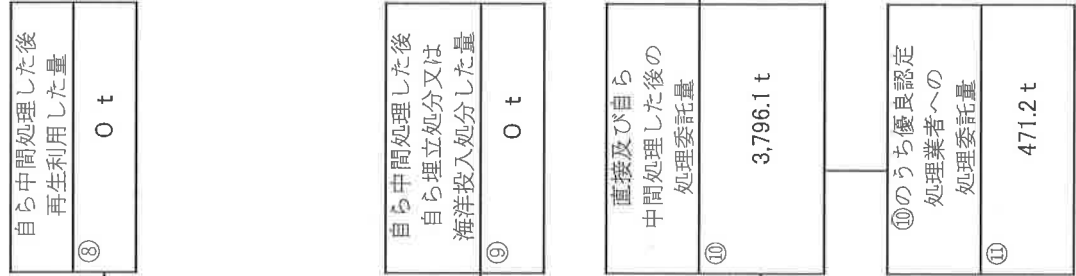 自ら中間処理した後
再生利用した量
⑧
0 t
自ら中間処理した後
自ら埋立処分又は
海洋投入処分した量
⑨
0 t
直接及び自ら
中間処理した後の
処理委託量
⑩
3,796.1 t
⑩のうち優良認定
処理業者への
処理委託量
⑪
471.2 t